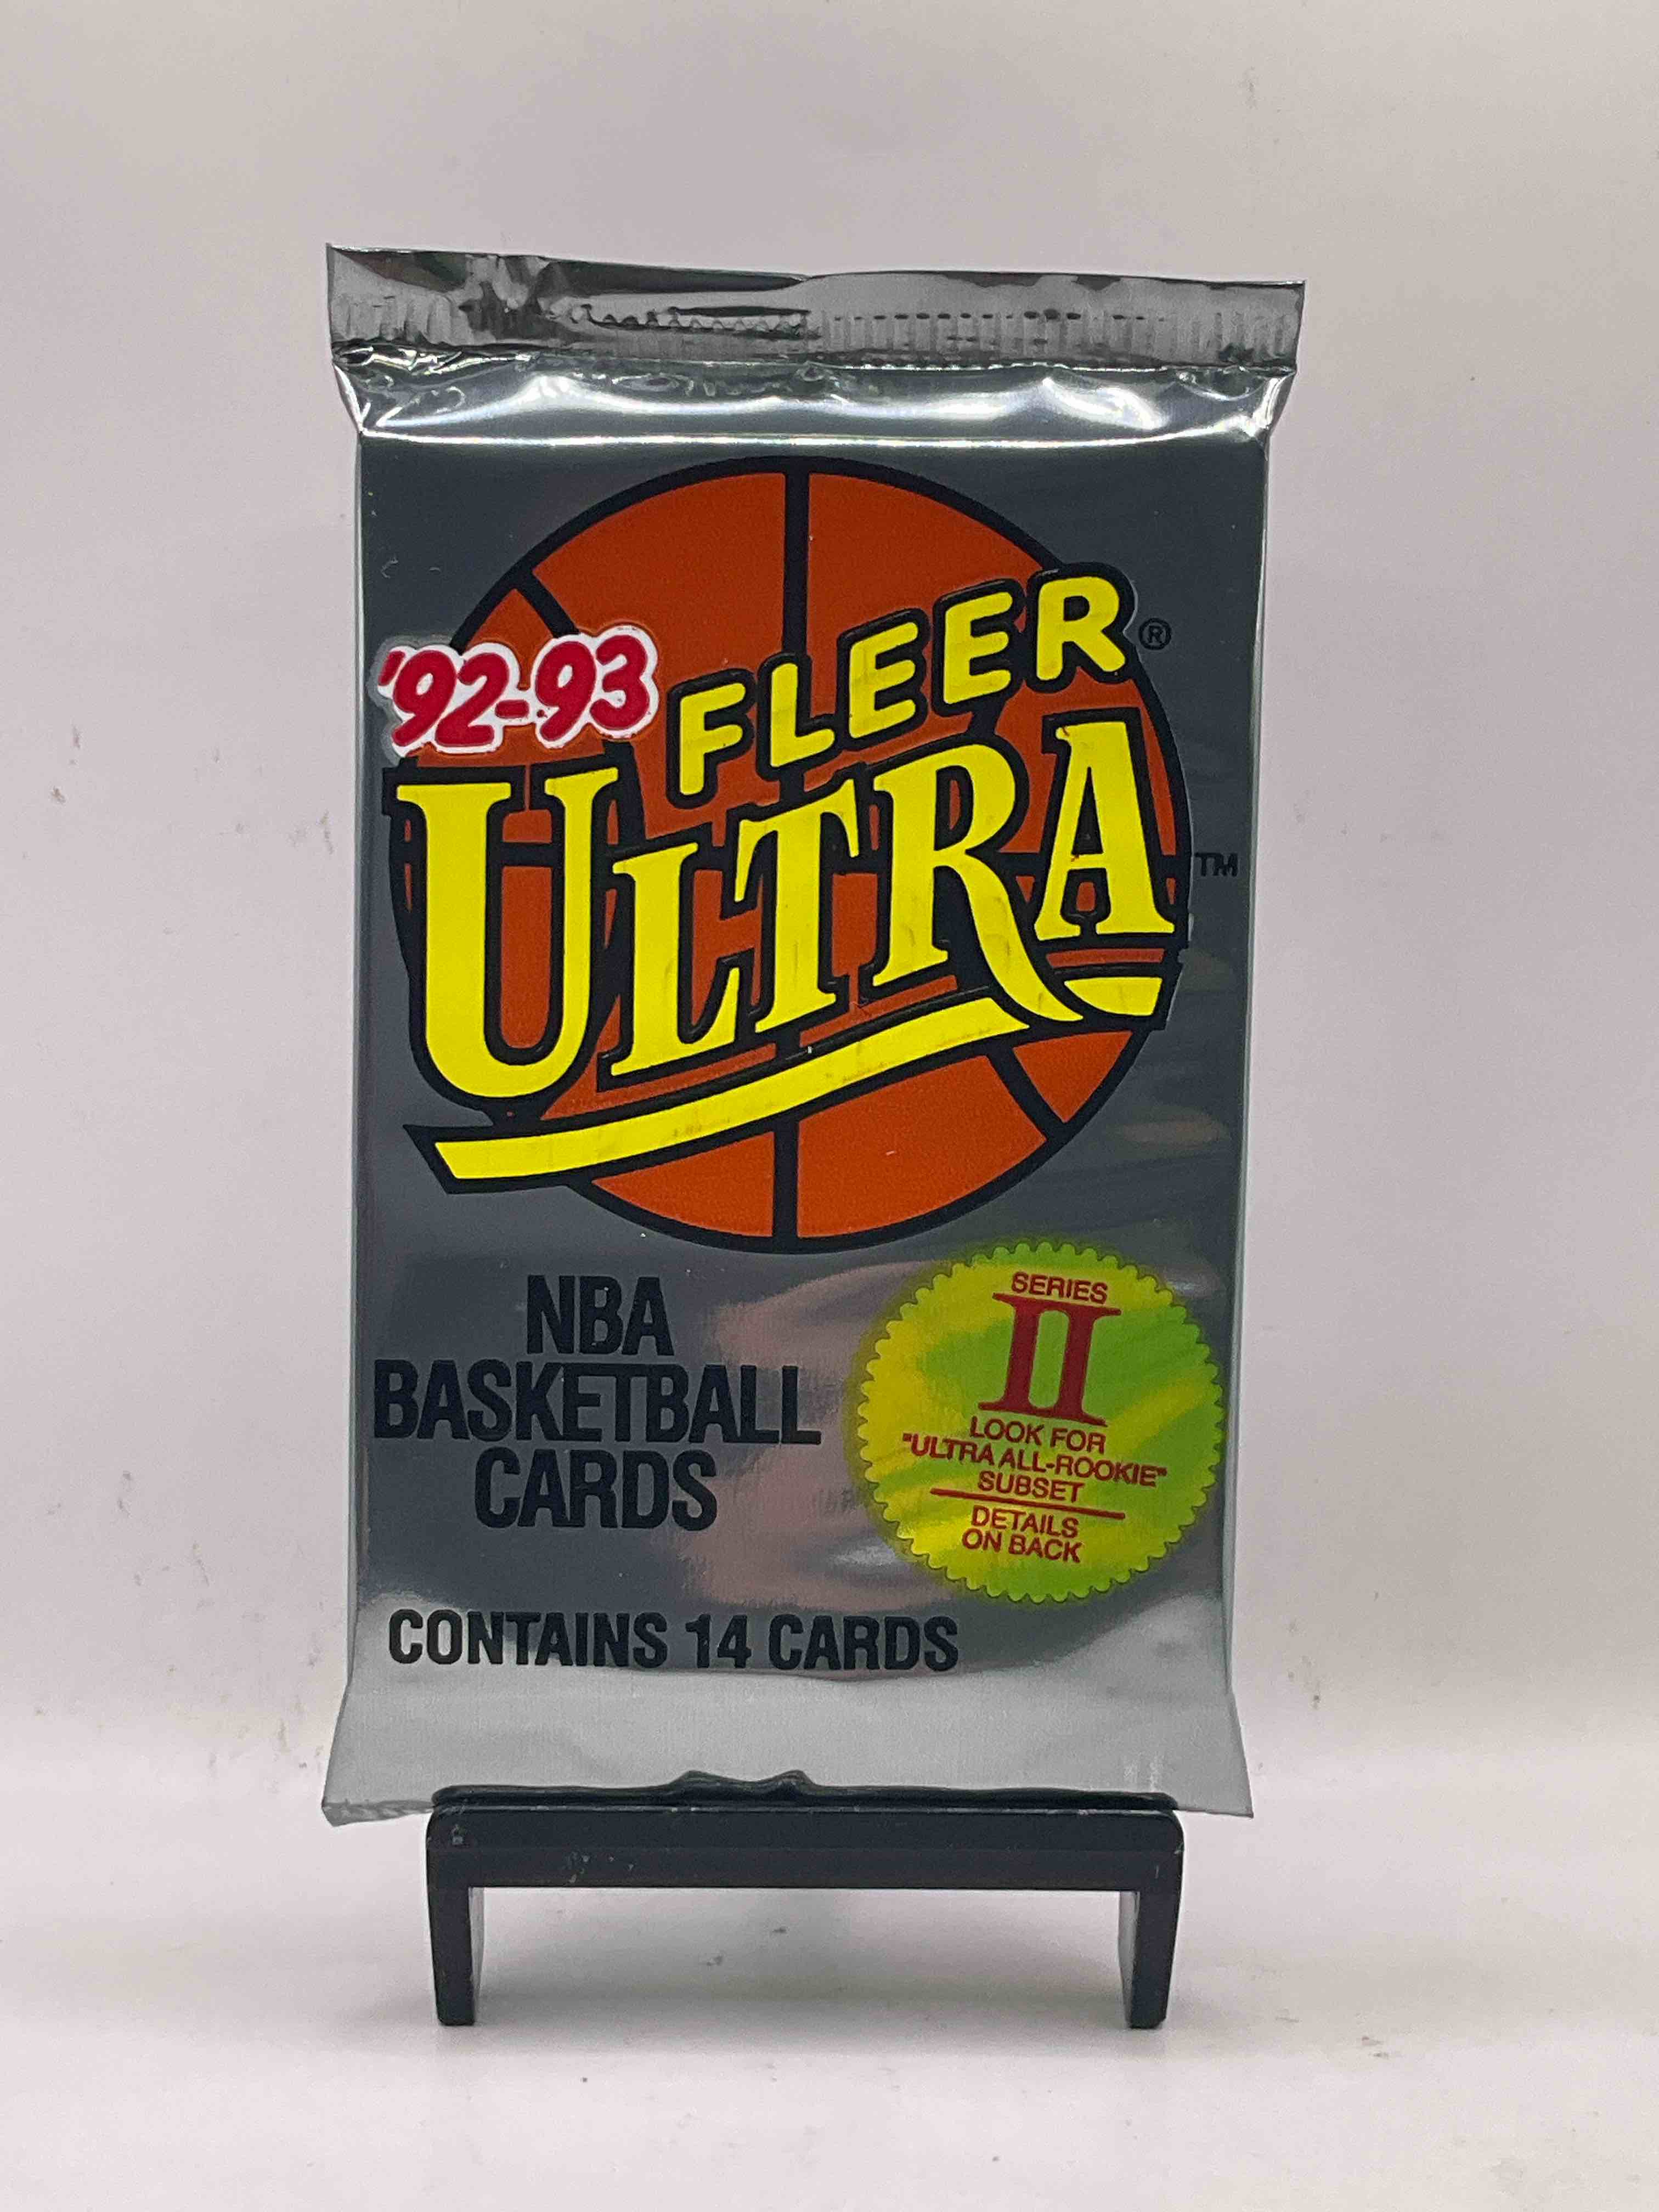 '92-93
FLEER®
ULTRA™
NBA
BASKETBALL
CARDS
SERIES
II
LOOK FOR
"ULTRA ALL-ROOKIE"
SUBSET
DETAILS
ON BACK
CONTAINS 14 CARDS